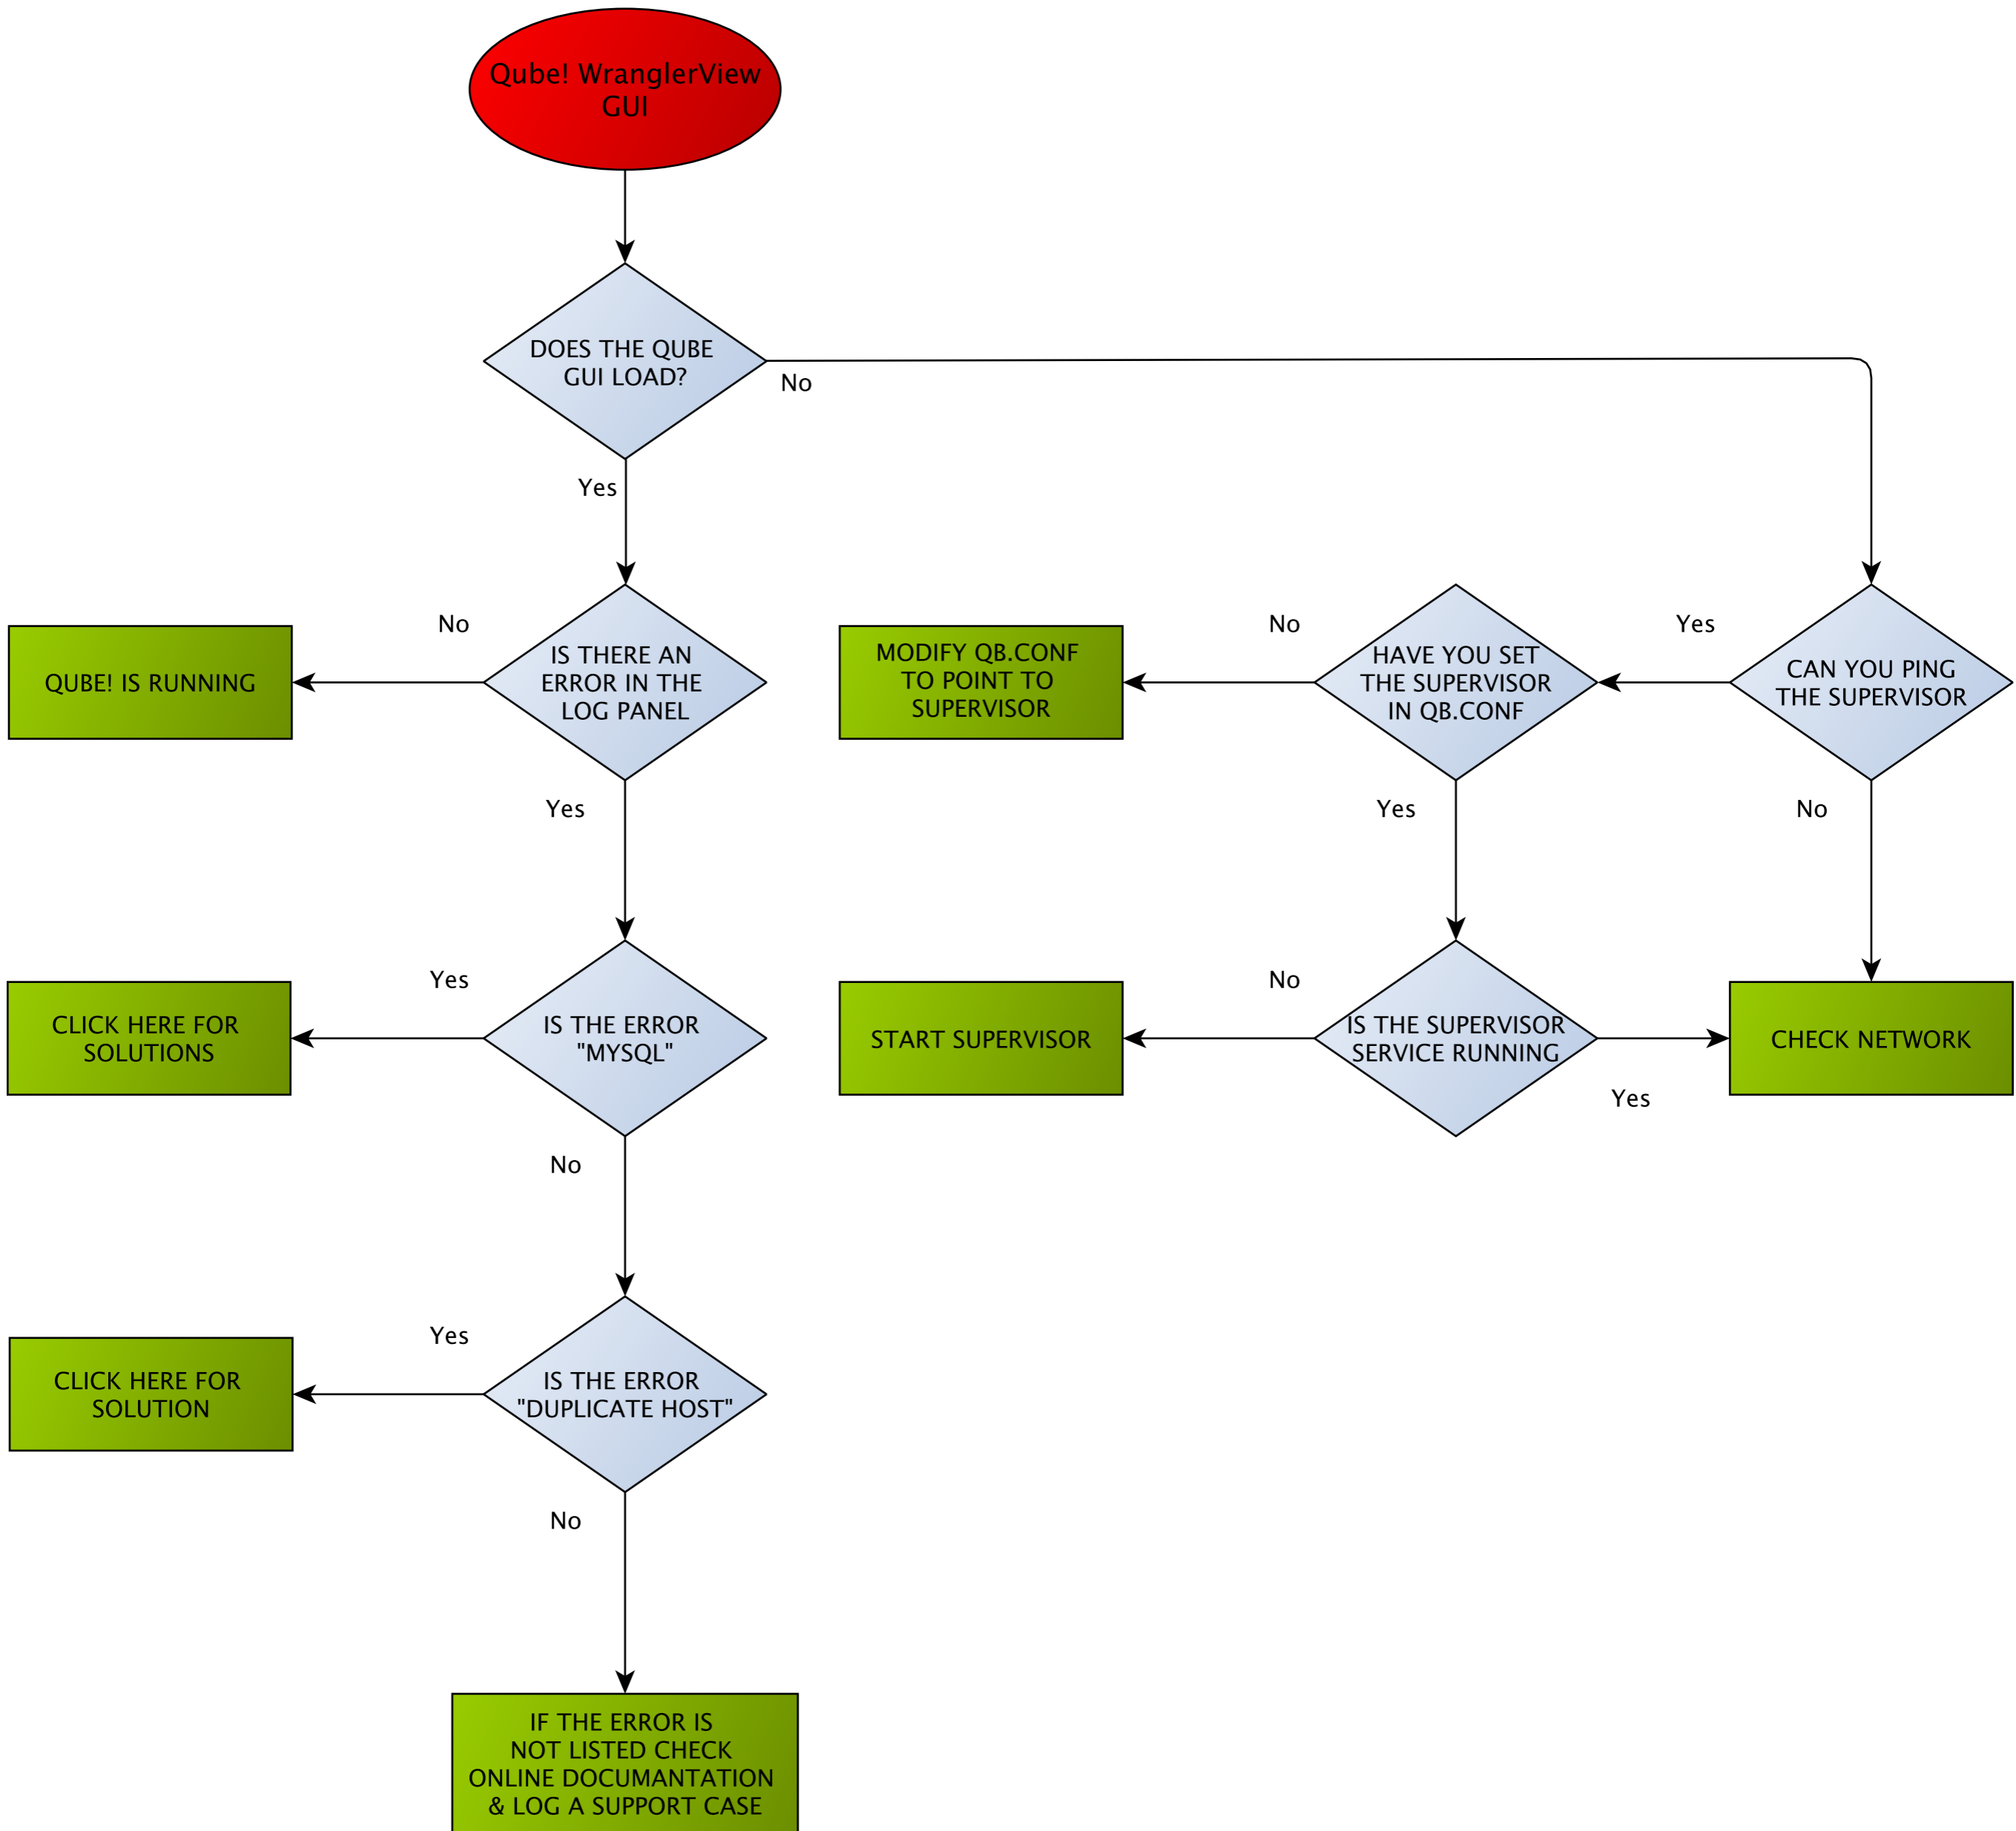 Qube! WranglerView
GUI
DOES THE QUBE
GUI LOAD?
No
Yes
No
IS THERE AN
ERROR IN THE
LOG PANEL
QUBE! IS RUNNING
Yes
No
HAVE YOU SET
THE SUPERVISOR
IN QB.CONF
MODIFY QB.CONF
TO POINT TO
SUPERVISOR
Yes
CAN YOU PING
THE SUPERVISOR
Yes
No
Yes
IS THE ERROR
"MYSQL"
CLICK HERE FOR
SOLUTIONS
No
No
IS THE SUPERVISOR
SERVICE RUNNING
START SUPERVISOR
Yes
CHECK NETWORK
Yes
IS THE ERROR
"DUPLICATE HOST"
CLICK HERE FOR
SOLUTION
No
IF THE ERROR IS
NOT LISTED CHECK
ONLINE DOCUMANTATION
& LOG A SUPPORT CASE